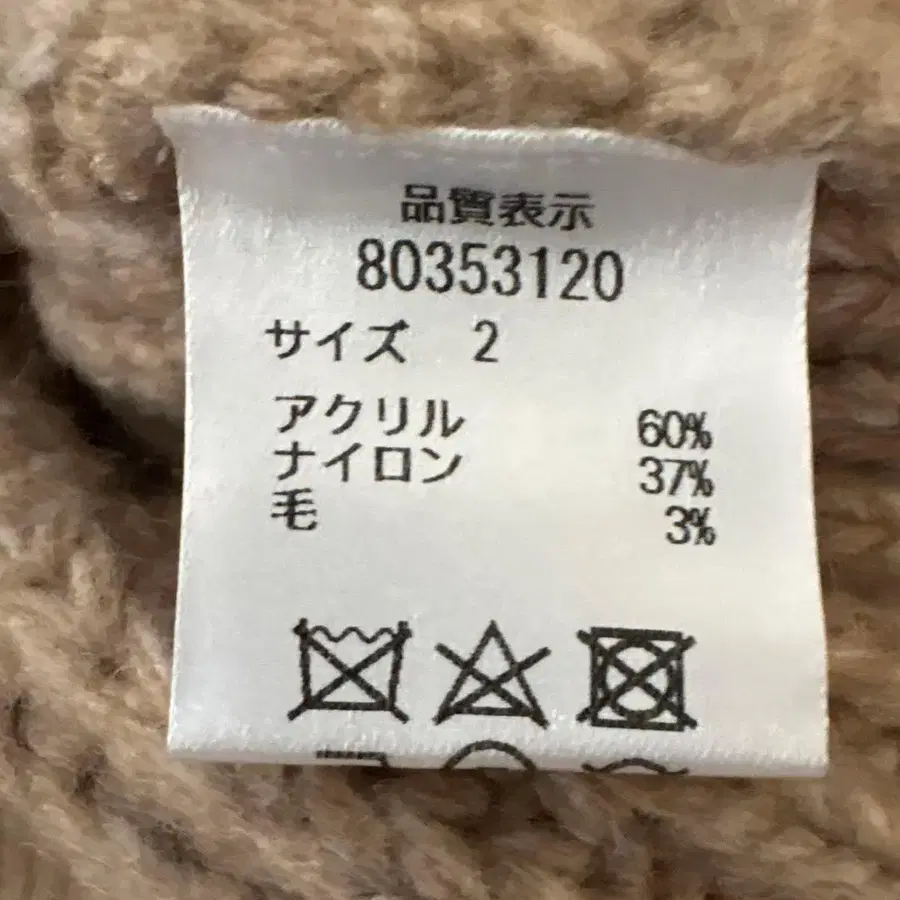 品質表示
80353120
サイズ 2
アクリル 60%
ナイロン 37%
毛 3%